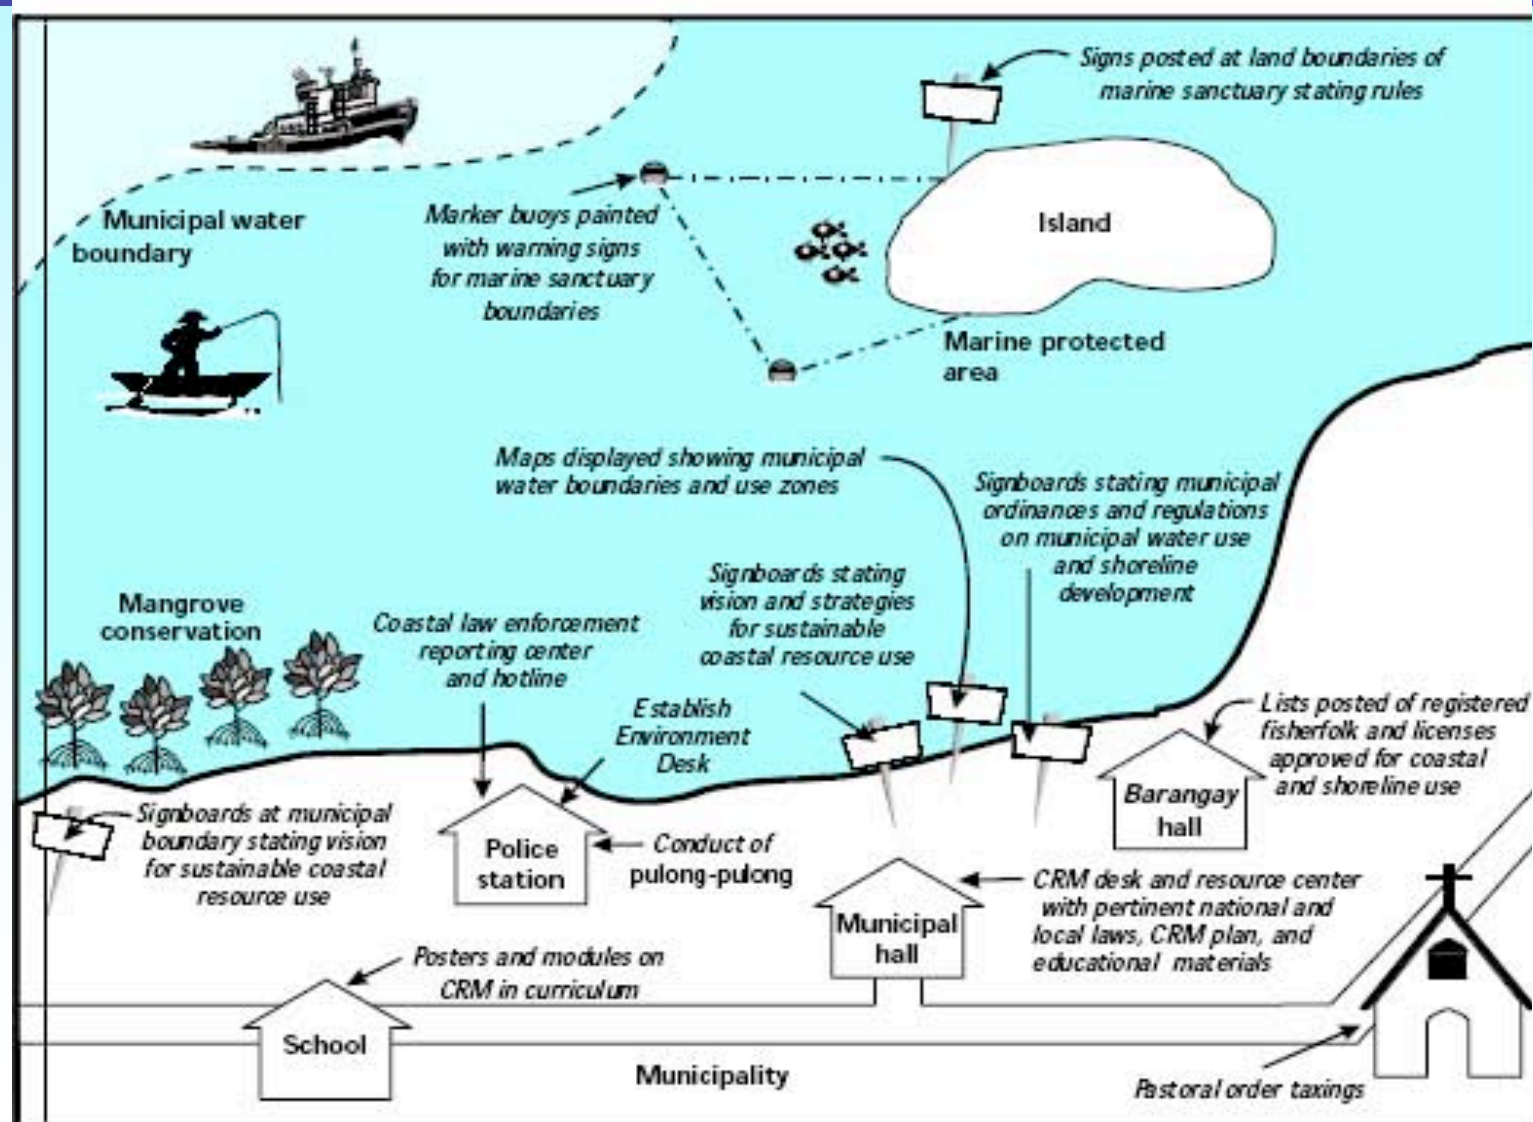 Signs posted at land boundaries of
marine sanctuary stating rules
Municipal water
boundary
Marker buoys painted
with warning signs
for marine sanctuary
boundaries
Island
Marine protected
area
Maps displayed showing municipal
water boundaries and use zones
Signboards stating municipal
ordinances and regulations
on municipal water use
and shoreline
development
Signboards stating
vision and strategies
for sustainable
coastal resource use
Mangrove
conservation
Coastal law enforcement
reporting center
and hotline
Establish
Environment
Desk
Lists posted of registered
fisherfolk and licenses
approved for coastal
and shoreline use
Barangay
hall
Signboards at municipal
boundary stating vision
for sustainable coastal
resource use
Police
station
Conduct of
pulong-pulong
Municipal
hall
CRM desk and resource center
with pertinent national and
local laws, CRM plan, and
educational materials
Posters and modules on
CRM in curriculum
School
Municipality
Pastoral order taxings